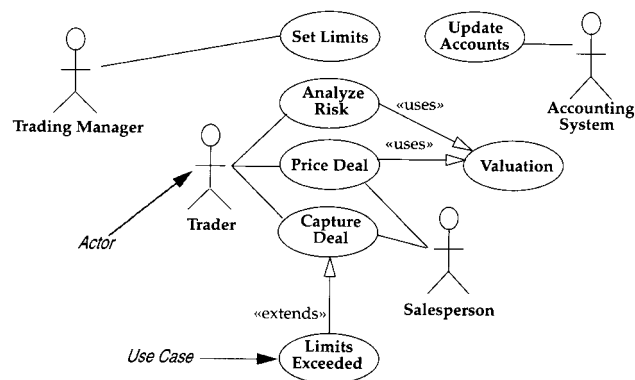 Set Limits
Update
Accounts
Trading Manager
Analyze
Risk
«uses»
Accounting
System
«uses»
Price Deal
Valuation
Trader
Actor
Capture
Deal
Salesperson
«extends»
Use Case
Limits
Exceeded